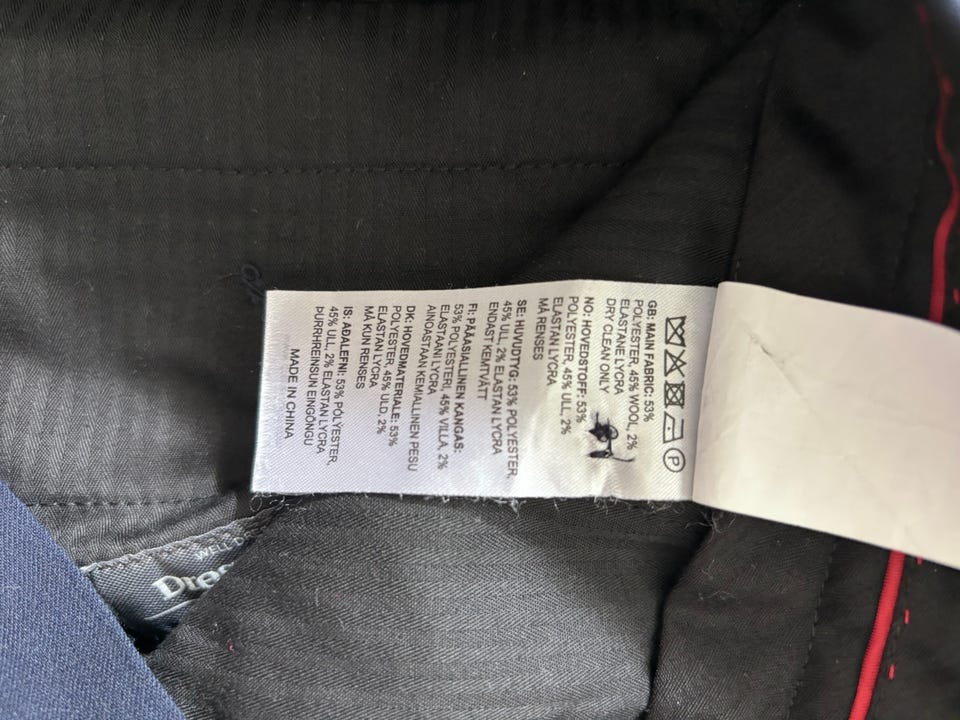 GB: MAIN FABRIC: 53%
POLYESTER, 45% WOOL, 2%
ELASTANE LYCRA
DRY CLEAN ONLY
NO: HOVEDSTOFF: 53%
POLYESTER, 45% ULL, 2%
ELASTAN LYCRA
MÅ RENSES
SE: HUVUDTYG: 53% POLYESTER,
45% ULL, 2% ELASTAN LYCRA
ENDAST KEMTVÄTT
FI: PÄÄASIALLINEN KANGAS:
53% POLYESTERI, 45% VILLA, 2%
ELASTAANI LYCRA
AINOASTAAN KEMIALLINEN PESU
DK: HOVEDMATERIALE: 53%
POLYESTER, 45% ULD, 2%
ELASTAN LYCRA
MÅ KUN RENSES
IS: AÐALEFNI: 53% POLYESTER,
45% ULL, 2% ELASTAN LYCRA
ÞURRHREINSUN EINGÖNGU
MADE IN CHINA
P